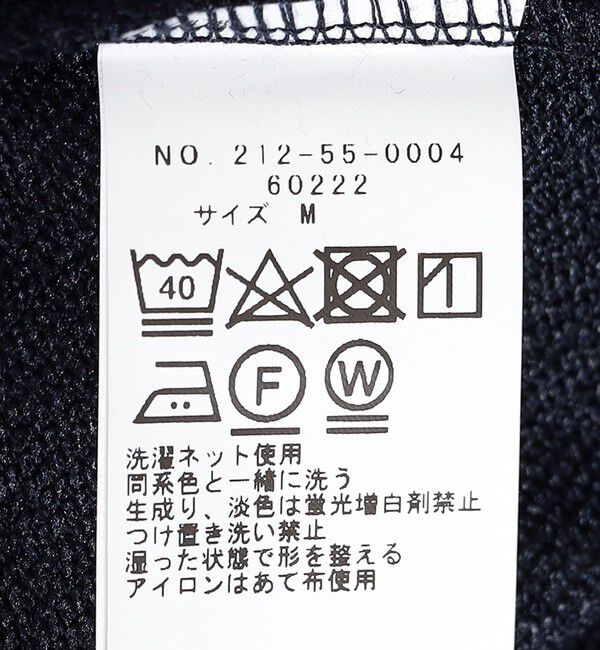 NO. 212-55-0004
60222
サイズ M
40
F W
洗濯ネット使用
同系色と一緒に洗う
生成り、淡色は蛍光増白剤禁止
つけ置き洗い禁止
湿った状態で形を整える
アイロンはあて布使用